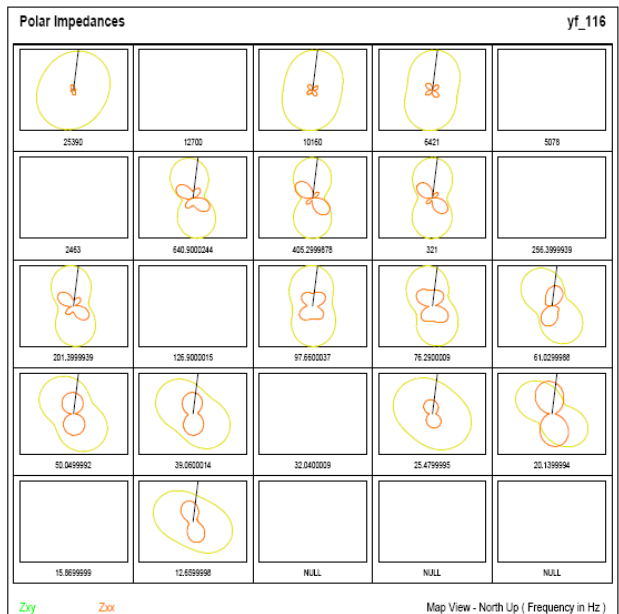 Polar Impedances yf_116
25390 12700 10160 6421 5078
2463 640.9000244 405.2999878 321 256.3999939
201.3999939 126.9000015 97.6600037 76.2900009 61.0299988
50.0499992 39.0600014 32.0400009 25.4799995 20.1399994
15.8699999 12.6599998 NULL NULL NULL
Zxy Zxx Map View - North Up ( Frequency in Hz )